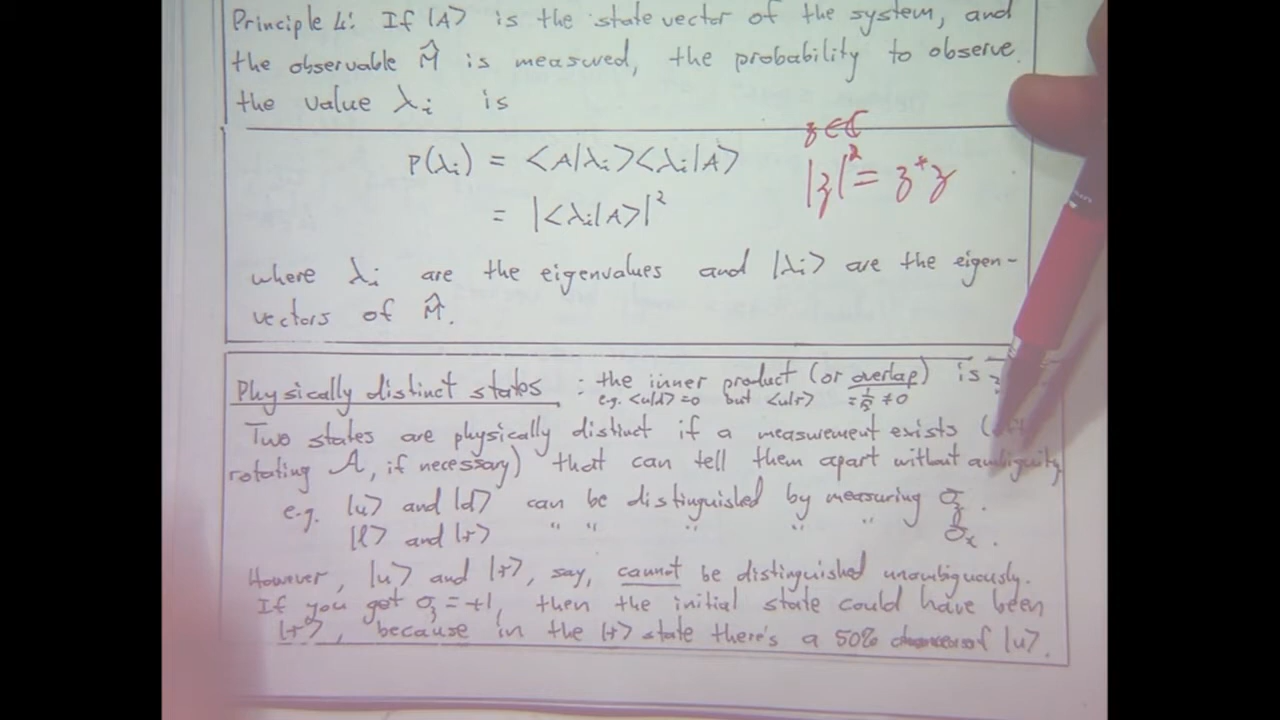 Principle 4: If |A> is the state vector of the system, and
the observable M̂ is measured, the probability to observe
the value λi is
P(λi) = <A|λi><λi|A>
= |<λi|A>|²
z∈ℂ
|z|² = z*z
where λi are the eigenvalues and |λi> are the eigen-
vectors of M̂.
Physically distinct states : the inner product (or overlap) is
e.g. <u|d> = 0 but <u|r> = 1/√2 ≠ 0
Two states are physically distinct if a measurement exists
rotating A, if necessary) that can tell them apart without ambiguity
e.g. |u> and |d> can be distinguished by measuring σz.
|l> and |r> " " " " " σx.
However, |u> and |r>, say, cannot be distinguished unambiguously.
If you got σz = +1, then the initial state could have been
|r>, because in the |r> state there's a 50% chance of |u>.